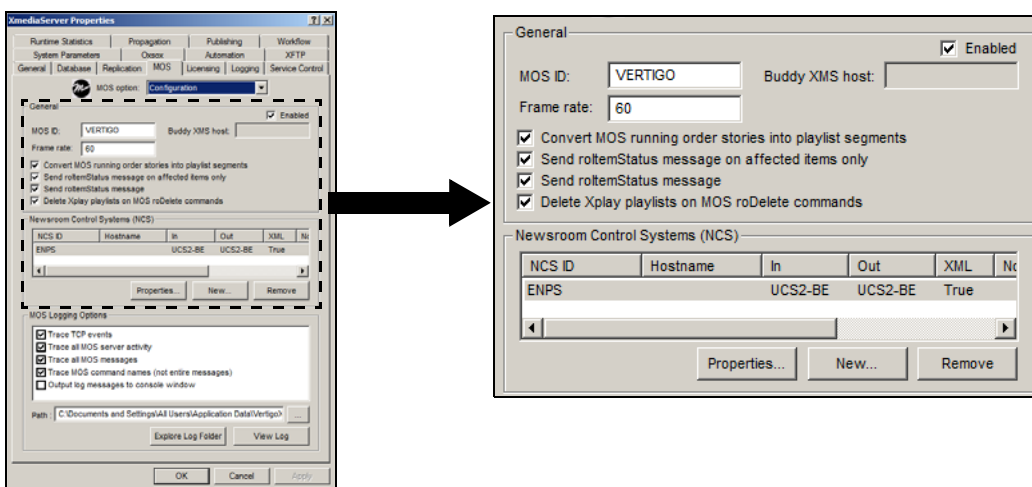 XmediaServer Properties
Runtime Statistics Propagation Publishing Workflow
System Parameters Oxsox Automation XFTP
General Database Replication MOS Licensing Logging Service Control
MOS option: Configuration
General
Enabled
MOS ID: VERTIGO Buddy XMS host:
Frame rate: 60
Convert MOS running order stories into playlist segments
Send roItemStatus message on affected items only
Send roItemStatus message
Delete Xplay playlists on MOS roDelete commands
Newsroom Control Systems (NCS)
NCS ID Hostname In Out XML No
ENPS UCS2-BE UCS2-BE True
Properties... New... Remove
MOS Logging Options
Trace TCP events
Trace all MOS server activity
Trace all MOS messages
Trace MOS command names (not entire messages)
Output log messages to console window
Path : C:\Documents and Settings\All Users\Application Data\Vertigo> ...
Explore Log Folder View Log
OK Cancel Apply
General
Enabled
MOS ID: VERTIGO Buddy XMS host:
Frame rate: 60
Convert MOS running order stories into playlist segments
Send roItemStatus message on affected items only
Send roItemStatus message
Delete Xplay playlists on MOS roDelete commands
Newsroom Control Systems (NCS)
NCS ID Hostname In Out XML No
ENPS UCS2-BE UCS2-BE True
Properties... New... Remove